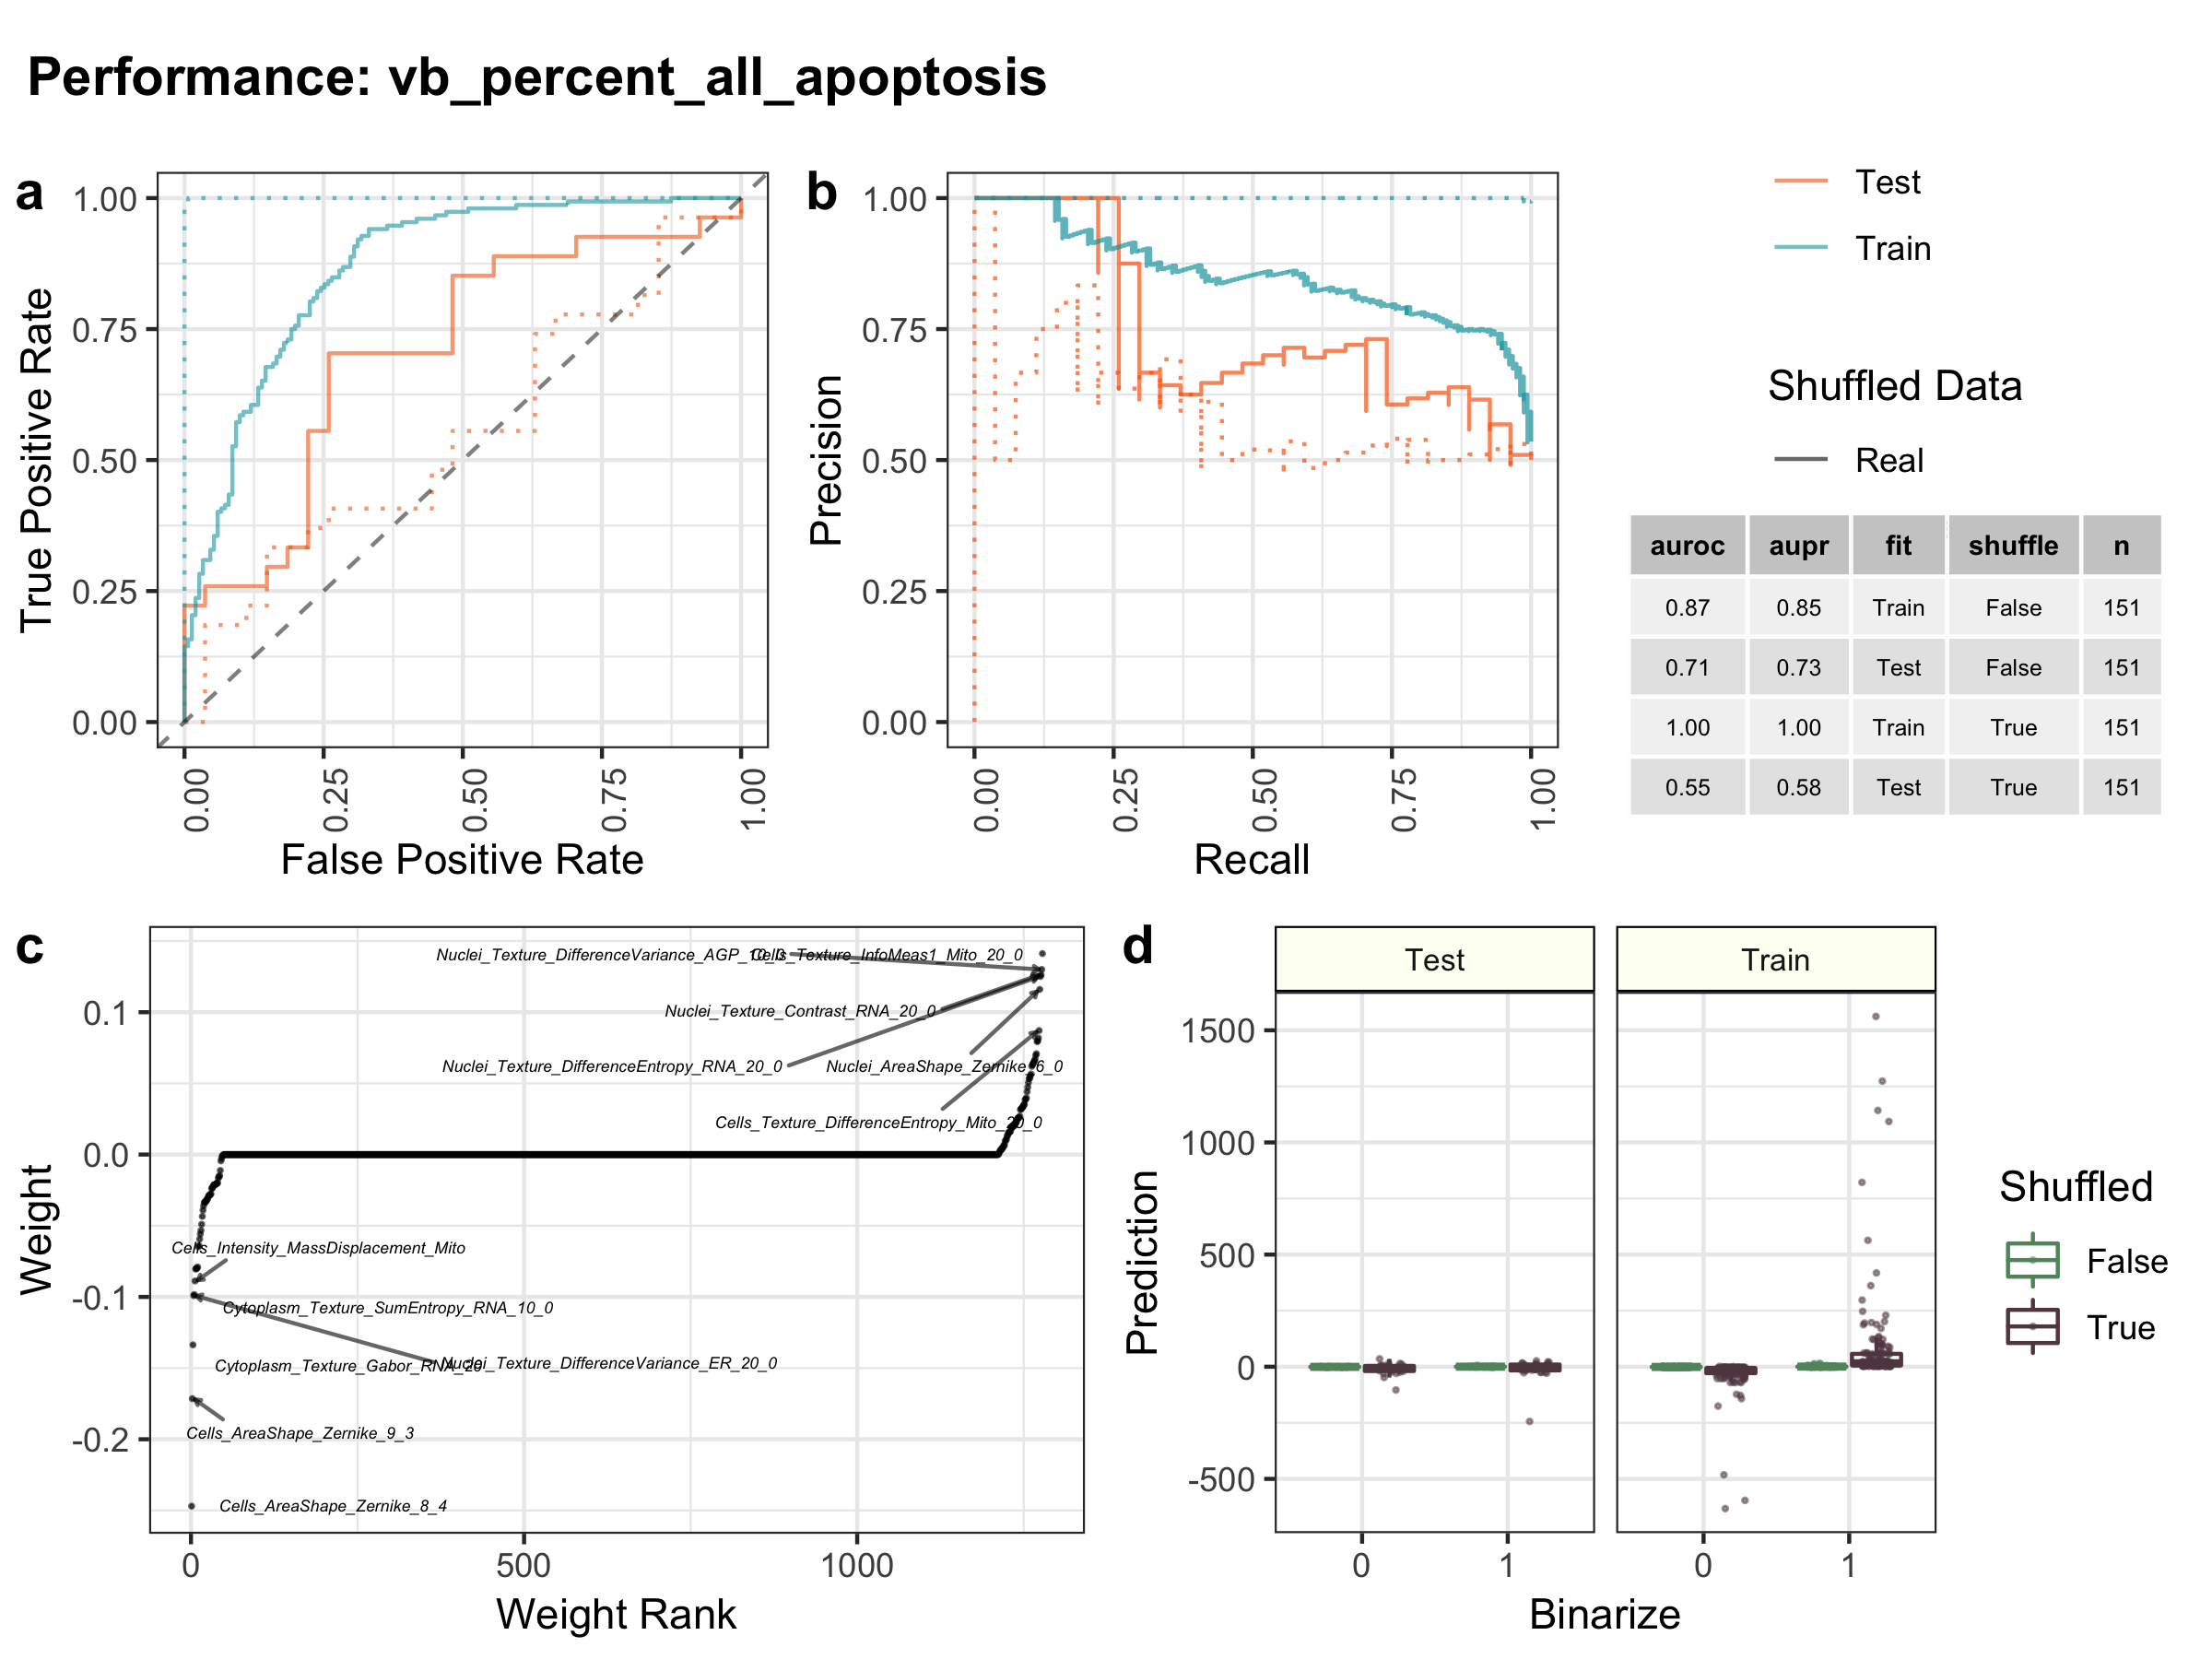 Performance: vb_percent_all_apoptosis
a
1.00
0.75
0.50
0.25
0.00
True Positive Rate
0.00
0.25
0.50
0.75
1.00
False Positive Rate
b
1.00
0.75
0.50
0.25
0.00
Precision
0.00
0.25
0.50
0.75
1.00
Recall
Test
Train
Shuffled Data
Real
auroc aupr fit shuffle n
0.87 0.85 Train False 151
0.71 0.73 Test False 151
1.00 1.00 Train True 151
0.55 0.58 Test True 151
c
0.1
0.0
-0.1
-0.2
Weight
Nuclei_Texture_DifferenceVariance_AGP_10_0
Cells_Texture_InfoMeas1_Mito_20_0
Nuclei_Texture_Contrast_RNA_20_0
Nuclei_Texture_DifferenceEntropy_RNA_20_0
Nuclei_AreaShape_Zernike_6_0
Cells_Texture_DifferenceEntropy_Mito_20_0
Cells_Intensity_MassDisplacement_Mito
Cytoplasm_Texture_SumEntropy_RNA_10_0
Cytoplasm_Texture_Gabor_RNA_20
Nuclei_Texture_DifferenceVariance_ER_20_0
Cells_AreaShape_Zernike_9_3
Cells_AreaShape_Zernike_8_4
0
500
1000
Weight Rank
d
Test
Train
1500
1000
500
0
-500
Prediction
0
1
0
1
Binarize
Shuffled
False
True